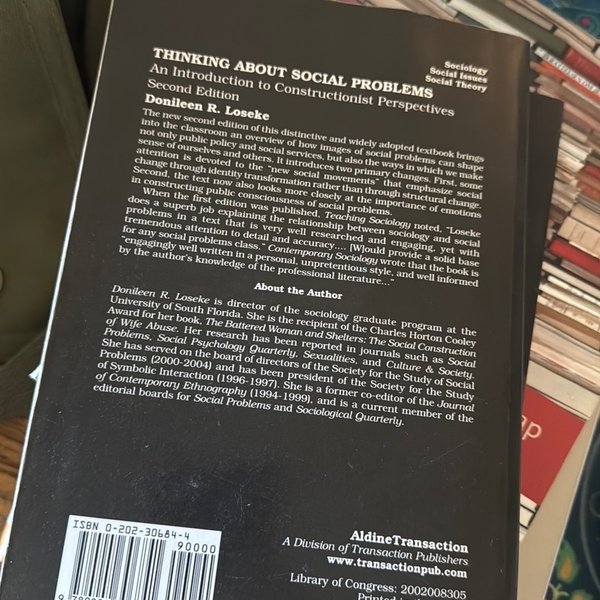 THINKING ABOUT SOCIAL PROBLEMS
An Introduction to Constructionist Perspectives
Second Edition
Donileen R. Loseke
Sociology
Social Issues
Social Theory
The new second edition of this distinctive and widely adopted textbook brings
into the classroom an overview of how images of social problems can shape
not only public policy and social services, but also the ways in which we make
sense of ourselves and others. It introduces two primary changes. First, some
attention is devoted to the "new social movements" that emphasize social
change through identity transformation rather than through structural change.
Second, the text now also looks more closely at the importance of emotions
in constructing public consciousness of social problems.
When the first edition was published, Teaching Sociology noted, "Loseke
does a superb job explaining the relationship between sociology and social
problems in a text that is very well researched and engaging, yet with
tremendous attention to detail and accuracy.... [W]ould provide a solid base
for any social problems class." Contemporary Sociology wrote that the book is
"engagingly well written in a personal, unpretentious style, and well informed
by the author's knowledge of the professional literature..."
About the Author
Donileen R. Loseke is director of the sociology graduate program at the
University of South Florida. She is the recipient of the Charles Horton Cooley
Award for her book, The Battered Woman and Shelters: The Social Construction
of Wife Abuse. Her research has been reported in journals such as Social
Problems, Social Psychology Quarterly, Sexualities, and Culture & Society.
She has served on the board of directors of the Society for the Study of Social
Problems (2000-2004) and has been president of the Society for the Study
of Symbolic Interaction (1996-1997). She is a former co-editor of the Journal
of Contemporary Ethnography (1994-1999), and is a current member of the
editorial boards for Social Problems and Sociological Quarterly.
ISBN 0-202-30684-4
90000
AldineTransaction
A Division of Transaction Publishers
www.transactionpub.com
Library of Congress: 2002008305